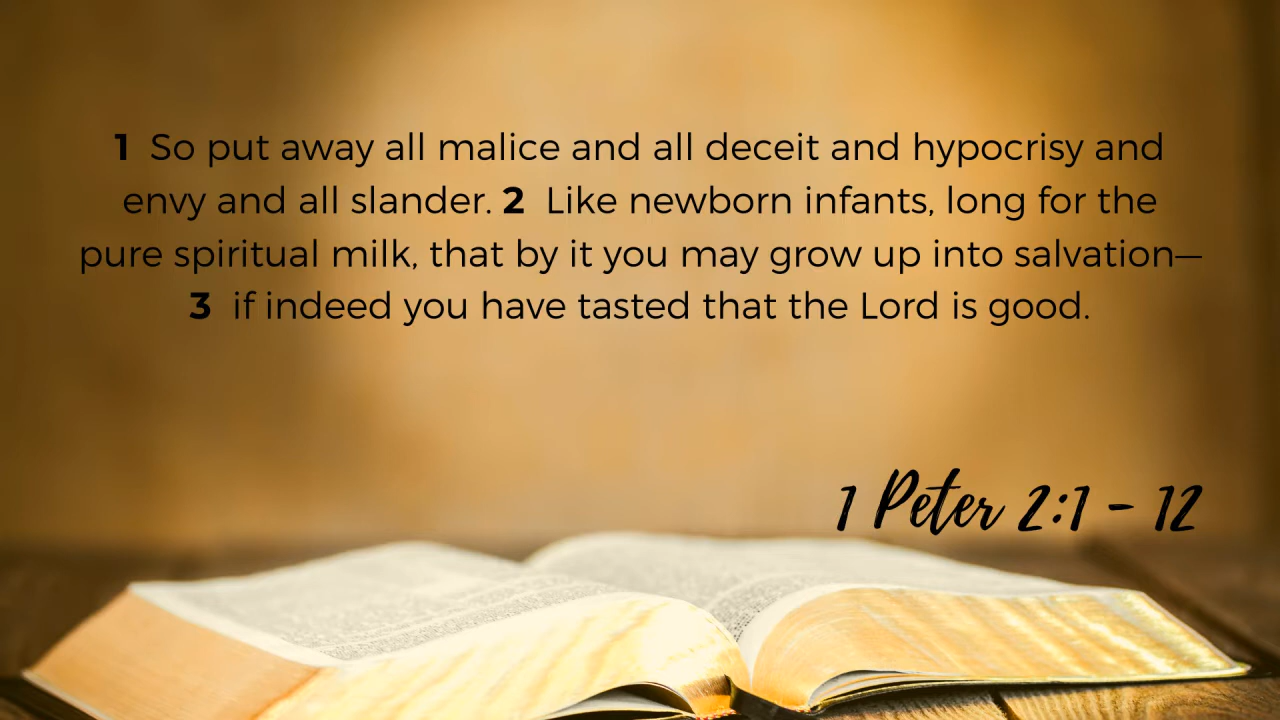 1 So put away all malice and all deceit and hypocrisy and
envy and all slander. 2 Like newborn infants, long for the
pure spiritual milk, that by it you may grow up into salvation—
3 if indeed you have tasted that the Lord is good.
1 Peter 2:1 - 12